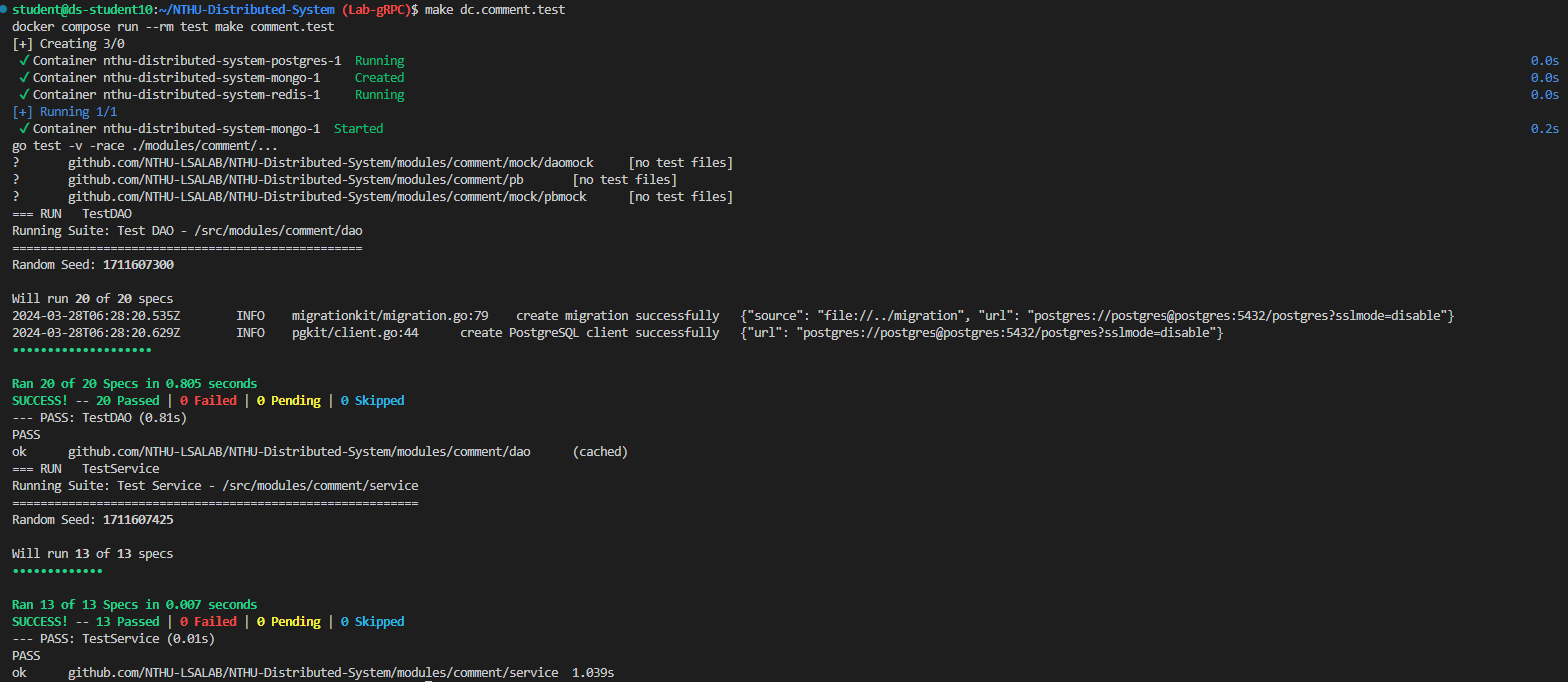 student@ds-student10:~/NTHU-Distributed-System (Lab-gRPC)$ make dc.comment.test
docker compose run --rm test make comment.test
[+] Creating 3/0
✓ Container nthu-distributed-system-postgres-1 Running 0.0s
✓ Container nthu-distributed-system-mongo-1 Created 0.0s
✓ Container nthu-distributed-system-redis-1 Running 0.0s
[+] Running 1/1
✓ Container nthu-distributed-system-mongo-1 Started 0.2s
go test -v -race ./modules/comment/...
? github.com/NTHU-LSALAB/NTHU-Distributed-System/modules/comment/mock/daomock [no test files]
? github.com/NTHU-LSALAB/NTHU-Distributed-System/modules/comment/pb [no test files]
? github.com/NTHU-LSALAB/NTHU-Distributed-System/modules/comment/mock/pbmock [no test files]
=== RUN TestDAO
Running Suite: Test DAO - /src/modules/comment/dao
==================================================
Random Seed: 1711607300
Will run 20 of 20 specs
2024-03-28T06:28:20.535Z INFO migrationkit/migration.go:79 create migration successfully {"source": "file://../migration", "url": "postgres://postgres@postgres:5432/postgres?sslmode=disable"}
2024-03-28T06:28:20.629Z INFO pgkit/client.go:44 create PostgreSQL client successfully {"url": "postgres://postgres@postgres:5432/postgres?sslmode=disable"}
••••••••••••••••••••
Ran 20 of 20 Specs in 0.805 seconds
SUCCESS! -- 20 Passed | 0 Failed | 0 Pending | 0 Skipped
--- PASS: TestDAO (0.81s)
PASS
ok github.com/NTHU-LSALAB/NTHU-Distributed-System/modules/comment/dao (cached)
=== RUN TestService
Running Suite: Test Service - /src/modules/comment/service
==========================================================
Random Seed: 1711607425
Will run 13 of 13 specs
•••••••••••••
Ran 13 of 13 Specs in 0.007 seconds
SUCCESS! -- 13 Passed | 0 Failed | 0 Pending | 0 Skipped
--- PASS: TestService (0.01s)
PASS
ok github.com/NTHU-LSALAB/NTHU-Distributed-System/modules/comment/service 1.039s